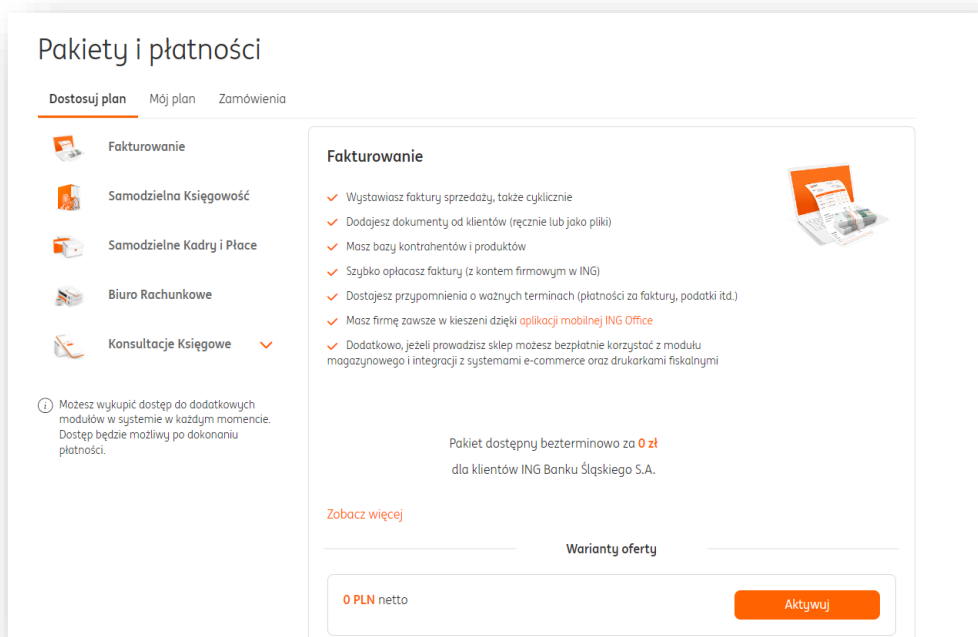 Pakiety i płatności
Dostosuj plan Mój plan Zamówienia
Fakturowanie
Samodzielna Księgowość
Samodzielne Kadry i Płace
Biuro Rachunkowe
Konsultacje Księgowe
Możesz wykupić dostęp do dodatkowych
modułów w systemie w każdym momencie.
Dostęp będzie możliwy po dokonaniu
płatności.
Fakturowanie
Wystawiasz faktury sprzedaży, także cyklicznie
Dodajesz dokumenty od klientów (ręcznie lub jako pliki)
Masz bazy kontrahentów i produktów
Szybko opłacasz faktury (z kontem firmowym w ING)
Dostajesz przypomnienia o ważnych terminach (płatności za faktury, podatki itd.)
Masz firmę zawsze w kieszeni dzięki aplikacji mobilnej ING Office
Dodatkowo, jeżeli prowadzisz sklep możesz bezpłatnie korzystać z modułu
magazynowego i integracji z systemami e-commerce oraz drukarkami fiskalnymi
Pakiet dostępny bezterminowo za 0 zł
dla klientów ING Banku Śląskiego S.A.
Zobacz więcej
Warianty oferty
0 PLN netto
Aktywuj